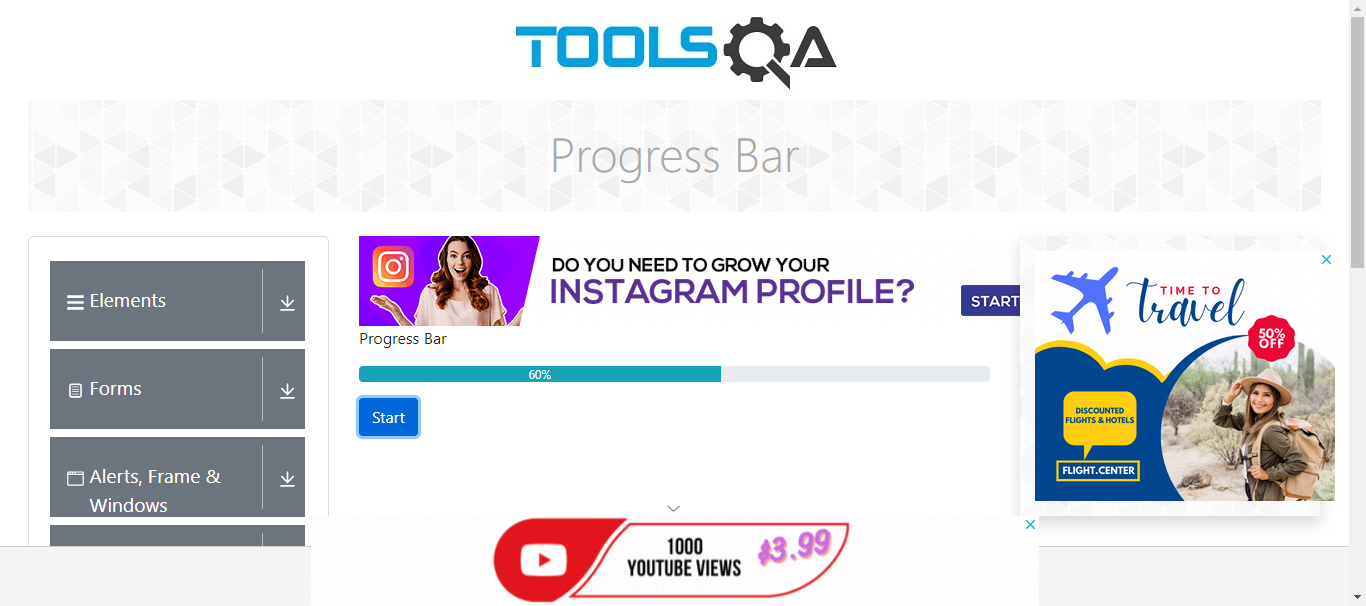 TOOLSQA
Progress Bar
Elements
Forms
Alerts, Frame &
Windows
DO YOU NEED TO GROW YOUR
INSTAGRAM PROFILE?
START
Progress Bar
60%
Start
TIME TO
travel
50%
OFF
DISCOUNTED
FLIGHTS & HOTELS
FLIGHT.CENTER
1000
YOUTUBE VIEWS
$3.99